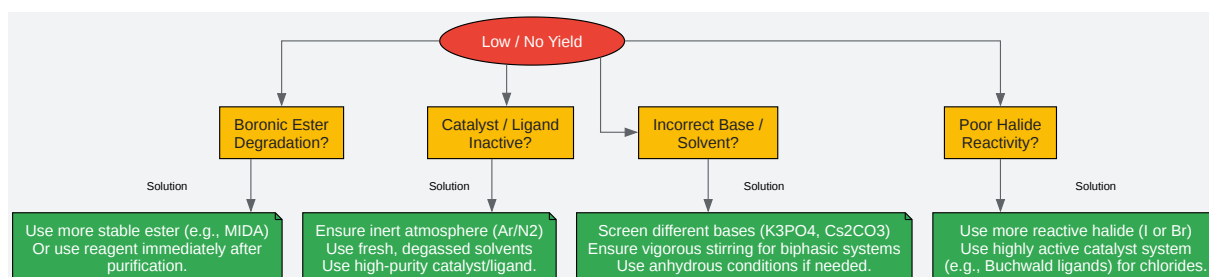 Low / No Yield
Boronic Ester
Degradation?
Catalyst / Ligand
Inactive?
Incorrect Base /
Solvent?
Poor Halide
Reactivity?
Solution
Solution
Solution
Solution
Use more stable ester (e.g., MIDA)
Or use reagent immediately after
purification.
Ensure inert atmosphere (Ar/N2)
Use fresh, degassed solvents
Use high-purity catalyst/ligand.
Screen different bases (K3PO4, Cs2CO3)
Ensure vigorous stirring for biphasic systems
Use anhydrous conditions if needed.
Use more reactive halide (I or Br)
Use highly active catalyst system
(e.g., Buchwald ligands) for chlorides.